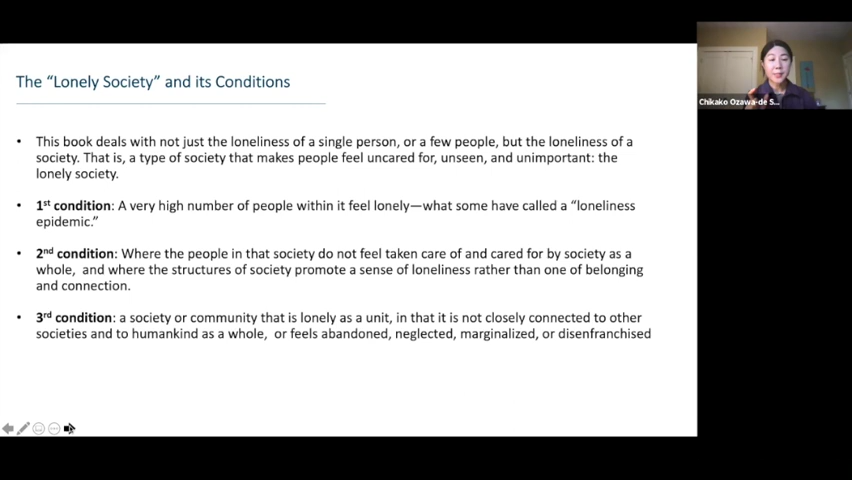 The “Lonely Society” and its Conditions
Chikako Ozawa-de S...
• This book deals with not just the loneliness of a single person, or a few people, but the loneliness of a
society. That is, a type of society that makes people feel uncared for, unseen, and unimportant: the
lonely society.
• 1st condition: A very high number of people within it feel lonely—what some have called a “loneliness
epidemic.”
• 2nd condition: Where the people in that society do not feel taken care of and cared for by society as a
whole, and where the structures of society promote a sense of loneliness rather than one of belonging
and connection.
• 3rd condition: a society or community that is lonely as a unit, in that it is not closely connected to other
societies and to humankind as a whole, or feels abandoned, neglected, marginalized, or disenfranchised